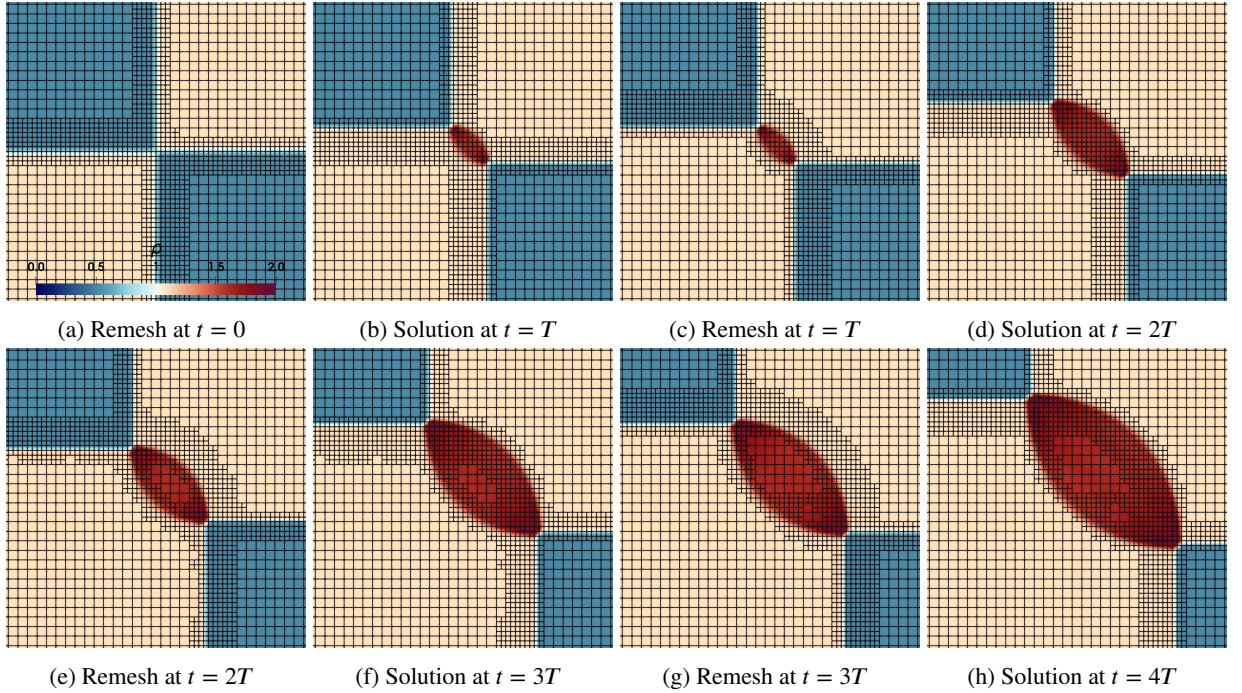 ρ
0.0 0.5 1 1.5 2.0
(a) Remesh at t = 0
(b) Solution at t = T
(c) Remesh at t = T
(d) Solution at t = 2T
(e) Remesh at t = 2T
(f) Solution at t = 3T
(g) Remesh at t = 3T
(h) Solution at t = 4T